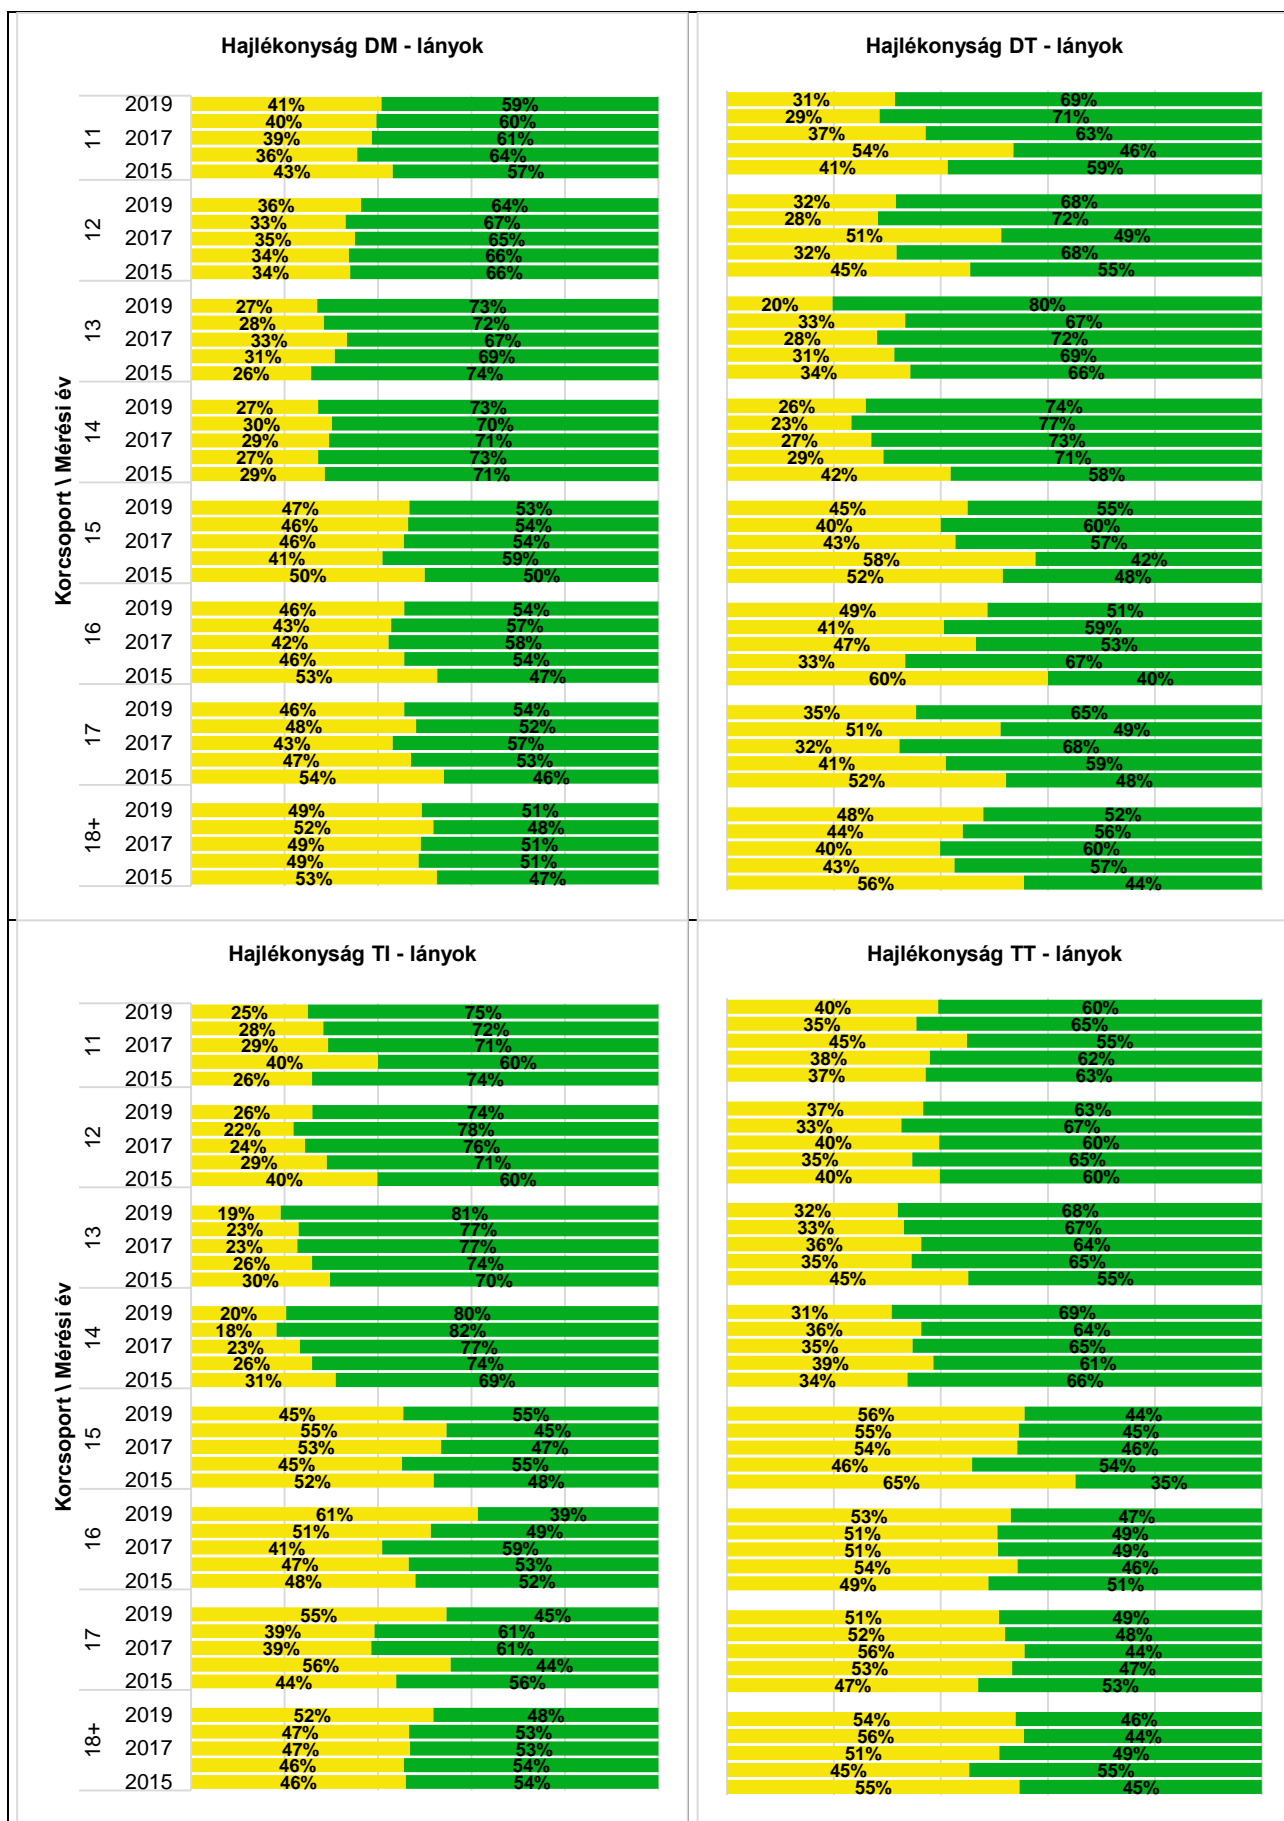 Hajlékonyság DM - lányok
Korcsoport \ Mérési év
11
2019 41% 59%
40% 60%
2017 39% 61%
36% 64%
2015 43% 57%
12
2019 36% 64%
33% 67%
2017 35% 65%
34% 66%
2015 34% 66%
13
2019 27% 73%
28% 72%
2017 33% 67%
31% 69%
2015 26% 74%
14
2019 27% 73%
30% 70%
2017 29% 71%
27% 73%
2015 29% 71%
15
2019 47% 53%
46% 54%
2017 46% 54%
41% 59%
2015 50% 50%
16
2019 46% 54%
43% 57%
2017 42% 58%
46% 54%
2015 53% 47%
17
2019 46% 54%
48% 52%
2017 43% 57%
47% 53%
2015 54% 46%
18+
2019 49% 51%
52% 48%
2017 49% 51%
49% 51%
2015 53% 47%
Hajlékonyság DT - lányok
31% 69%
29% 71%
37% 63%
54% 46%
41% 59%
32% 68%
28% 72%
51% 49%
32% 68%
45% 55%
20% 80%
33% 67%
28% 72%
31% 69%
34% 66%
26% 74%
23% 77%
27% 73%
29% 71%
42% 58%
45% 55%
40% 60%
43% 57%
58% 42%
52% 48%
49% 51%
41% 59%
47% 53%
33% 67%
60% 40%
35% 65%
51% 49%
32% 68%
41% 59%
52% 48%
48% 52%
44% 56%
40% 60%
43% 57%
56% 44%
Hajlékonyság TI - lányok
Korcsoport \ Mérési év
11
2019 25% 75%
28% 72%
2017 29% 71%
40% 60%
2015 26% 74%
12
2019 26% 74%
22% 78%
2017 24% 76%
29% 71%
2015 40% 60%
13
2019 19% 81%
23% 77%
2017 23% 77%
26% 74%
2015 30% 70%
14
2019 20% 80%
18% 82%
2017 23% 77%
26% 74%
2015 31% 69%
15
2019 45% 55%
55% 45%
2017 53% 47%
45% 55%
2015 52% 48%
16
2019 61% 39%
51% 49%
2017 41% 59%
47% 53%
2015 48% 52%
17
2019 55% 45%
39% 61%
2017 39% 61%
56% 44%
2015 44% 56%
18+
2019 52% 48%
47% 53%
2017 47% 53%
46% 54%
2015 46% 54%
Hajlékonyság TT - lányok
40% 60%
35% 65%
45% 55%
38% 62%
37% 63%
37% 63%
33% 67%
40% 60%
35% 65%
40% 60%
32% 68%
33% 67%
36% 64%
35% 65%
45% 55%
31% 69%
36% 64%
35% 65%
39% 61%
34% 66%
56% 44%
55% 45%
54% 46%
46% 54%
65% 35%
53% 47%
51% 49%
51% 49%
54% 46%
49% 51%
51% 49%
52% 48%
56% 44%
53% 47%
47% 53%
54% 46%
56% 44%
51% 49%
45% 55%
55% 45%